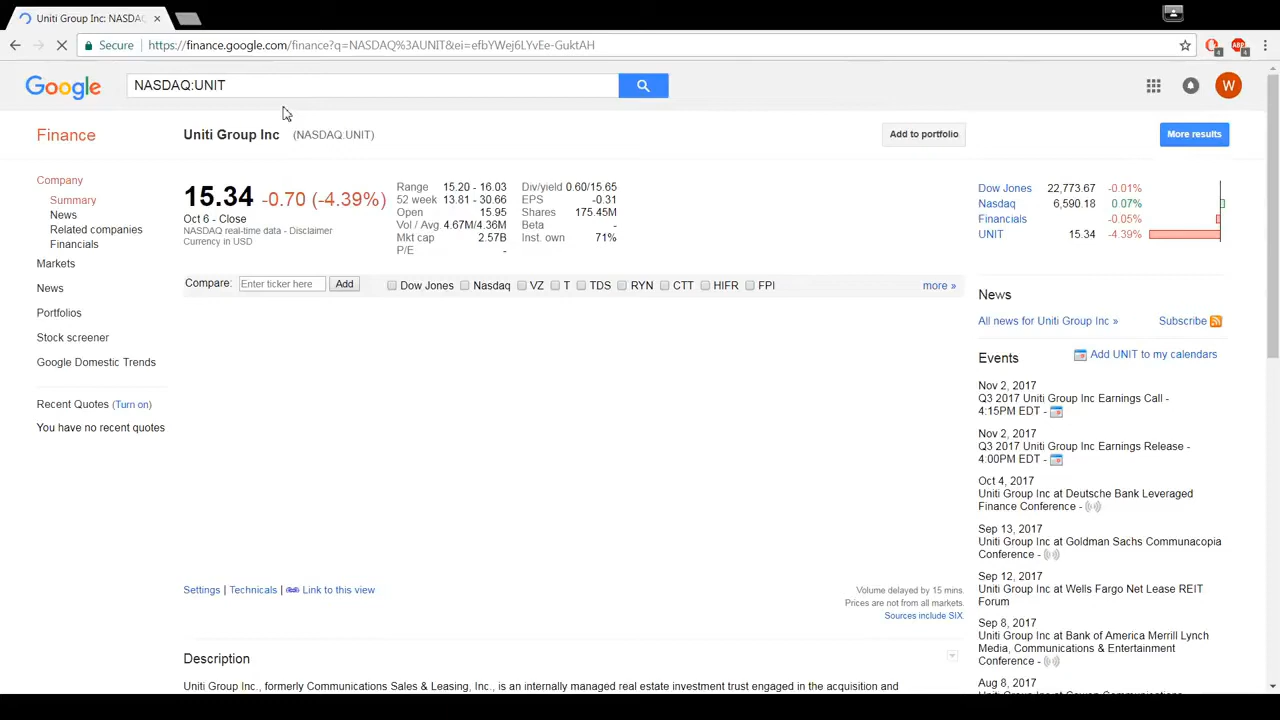 Uniti Group Inc: NASDAQ
Secure
https://finance.google.com/finance?q=NASDAQ%3AUNIT&ei=efbYWej6LYvEe-GuktAH
Google
NASDAQ:UNIT
W
Finance
Uniti Group Inc (NASDAQ:UNIT)
Add to portfolio
More results
Company
Summary
News
Related companies
Financials
Markets
News
Portfolios
Stock screener
Google Domestic Trends
Recent Quotes (Turn on)
You have no recent quotes
15.34 -0.70 (-4.39%)
Oct 6 - Close
NASDAQ real-time data - Disclaimer
Currency in USD
Range 15.20 - 16.03
52 week 13.81 - 30.66
Open 15.95
Vol / Avg 4.67M/4.36M
Mkt cap 2.57B
P/E -
Div/yield 0.60/15.65
EPS -0.31
Shares 175.45M
Beta -
Inst. own 71%
Compare: Enter ticker here Add Dow Jones Nasdaq VZ T TDS RYN CTT HIFR FPI more »
Settings | Technicals | Link to this view
Volume delayed by 15 mins.
Prices are not from all markets.
Sources include SIX.
Description
Uniti Group Inc., formerly Communications Sales & Leasing, Inc., is an internally managed real estate investment trust engaged in the acquisition and
Dow Jones 22,773.67 -0.01%
Nasdaq 6,590.18 0.07%
Financials -0.05%
UNIT 15.34 -4.39%
News
All news for Uniti Group Inc » Subscribe
Events
Add UNIT to my calendars
Nov 2, 2017
Q3 2017 Uniti Group Inc Earnings Call -
4:15PM EDT -
Nov 2, 2017
Q3 2017 Uniti Group Inc Earnings Release -
4:00PM EDT -
Oct 4, 2017
Uniti Group Inc at Deutsche Bank Leveraged
Finance Conference -
Sep 13, 2017
Uniti Group Inc at Goldman Sachs Communacopia
Conference -
Sep 12, 2017
Uniti Group Inc at Wells Fargo Net Lease REIT
Forum
Sep 8, 2017
Uniti Group Inc at Bank of America Merrill Lynch
Media, Communications & Entertainment
Conference -
Aug 8, 2017